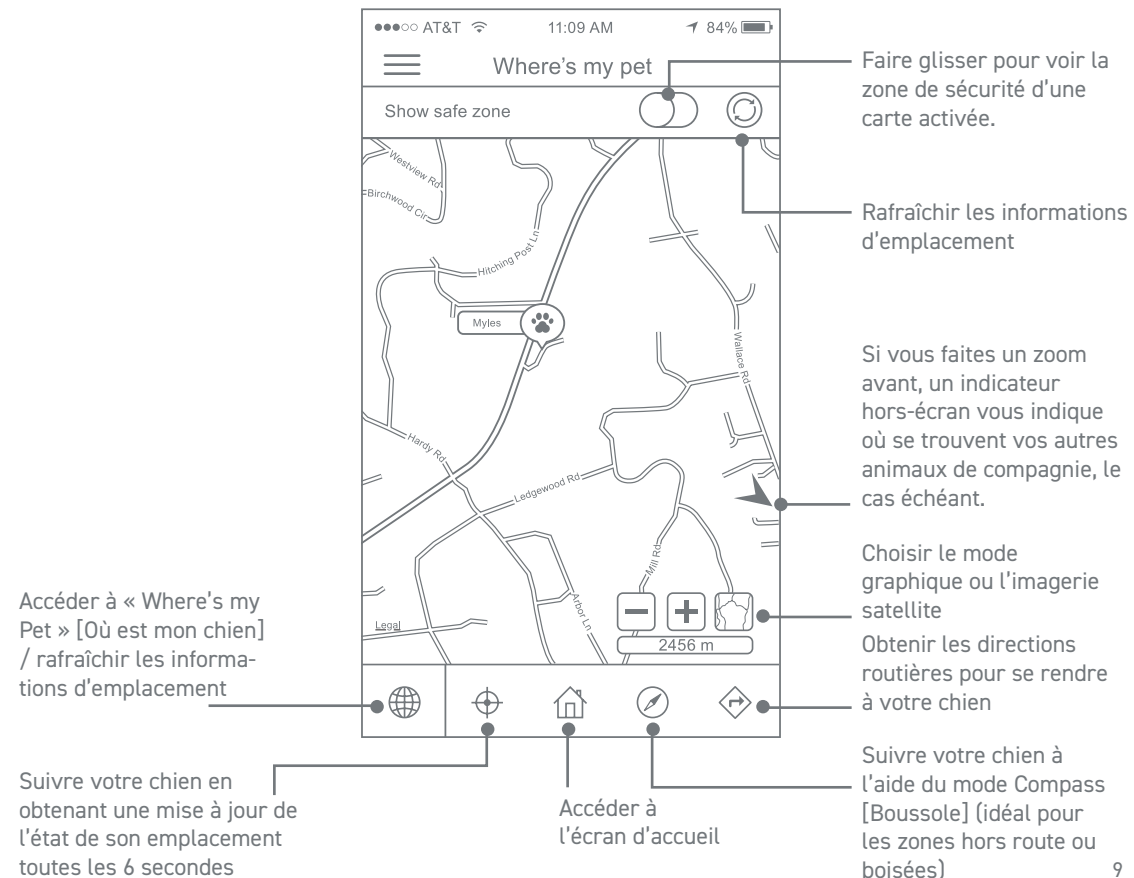 AT&T 11:09 AM 84%
Where's my pet
Show safe zone
Westview Rd
Birchwood Cir
Hitching Post Ln
Myles
Wallace Rd
Hardy Rd
Ledgewood Rd
Mill Rd
Arbor Ln
Legal
2456 m
Faire glisser pour voir la
zone de sécurité d'une
carte activée.
Rafraîchir les informations
d'emplacement
Si vous faites un zoom
avant, un indicateur
hors-écran vous indique
où se trouvent vos autres
animaux de compagnie, le
cas échéant.
Choisir le mode
graphique ou l'imagerie
satellite
Obtenir les directions
routières pour se rendre
à votre chien
Accéder à « Where's my
Pet » [Où est mon chien]
/ rafraîchir les informa-
tions d'emplacement
Suivre votre chien en
obtenant une mise à jour de
l'état de son emplacement
toutes les 6 secondes
Accéder à
l'écran d'accueil
Suivre votre chien à
l'aide du mode Compass
[Boussole] (idéal pour
les zones hors route ou
boisées)
9